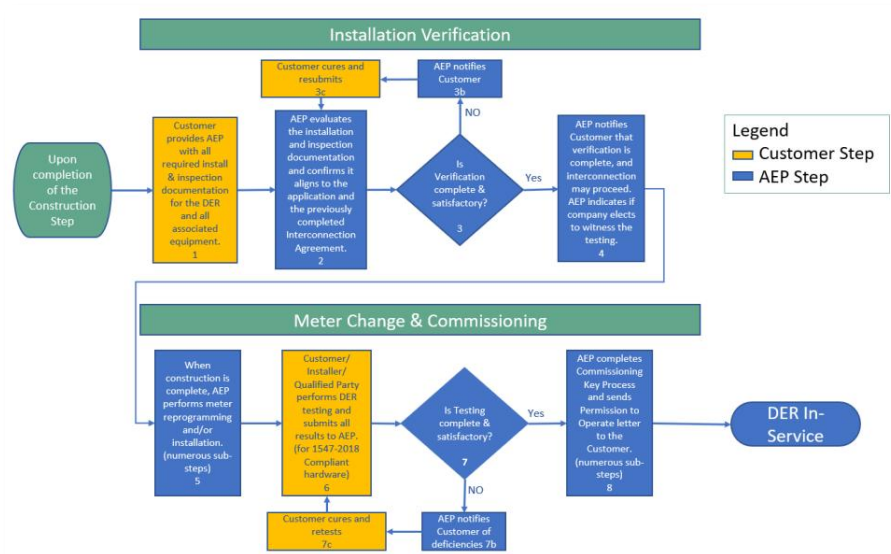 Installation Verification
Customer cures and
resubmits
3c
AEP notifies
Customer
3b
NO
Upon
completion
of the
Construction
Step
Customer
provides AEP
with all
required install
& inspection
documentation
for the DER
and all
associated
equipment.
1
AEP evaluates
the installation
and inspection
documentation
and confirms it
aligns to the
application and
the previously
completed
Interconnection
Agreement.
2
Is
Verification
complete &
satisfactory?
3
Yes
AEP notifies
Customer that
verification is
complete, and
interconnection
may proceed.
AEP indicates if
company elects
to witness the
testing.
4
Legend
Customer Step
AEP Step
Meter Change & Commissioning
When
construction is
complete, AEP
performs meter
reprogramming
and/or
installation.
(numerous sub-
steps)
5
Customer/
Installer/
Qualified Party
performs DER
testing and
submits all
results to AEP.
(for 1547-2018
Compliant
hardware)
6
Is Testing
complete &
satisfactory?
7
Yes
AEP completes
Commissioning
Key Process
and sends
Permission to
Operate letter
to the
Customer.
(numerous sub-
steps)
8
DER In-
Service
NO
Customer cures and
retests
7c
AEP notifies
Customer of
deficiencies 7b